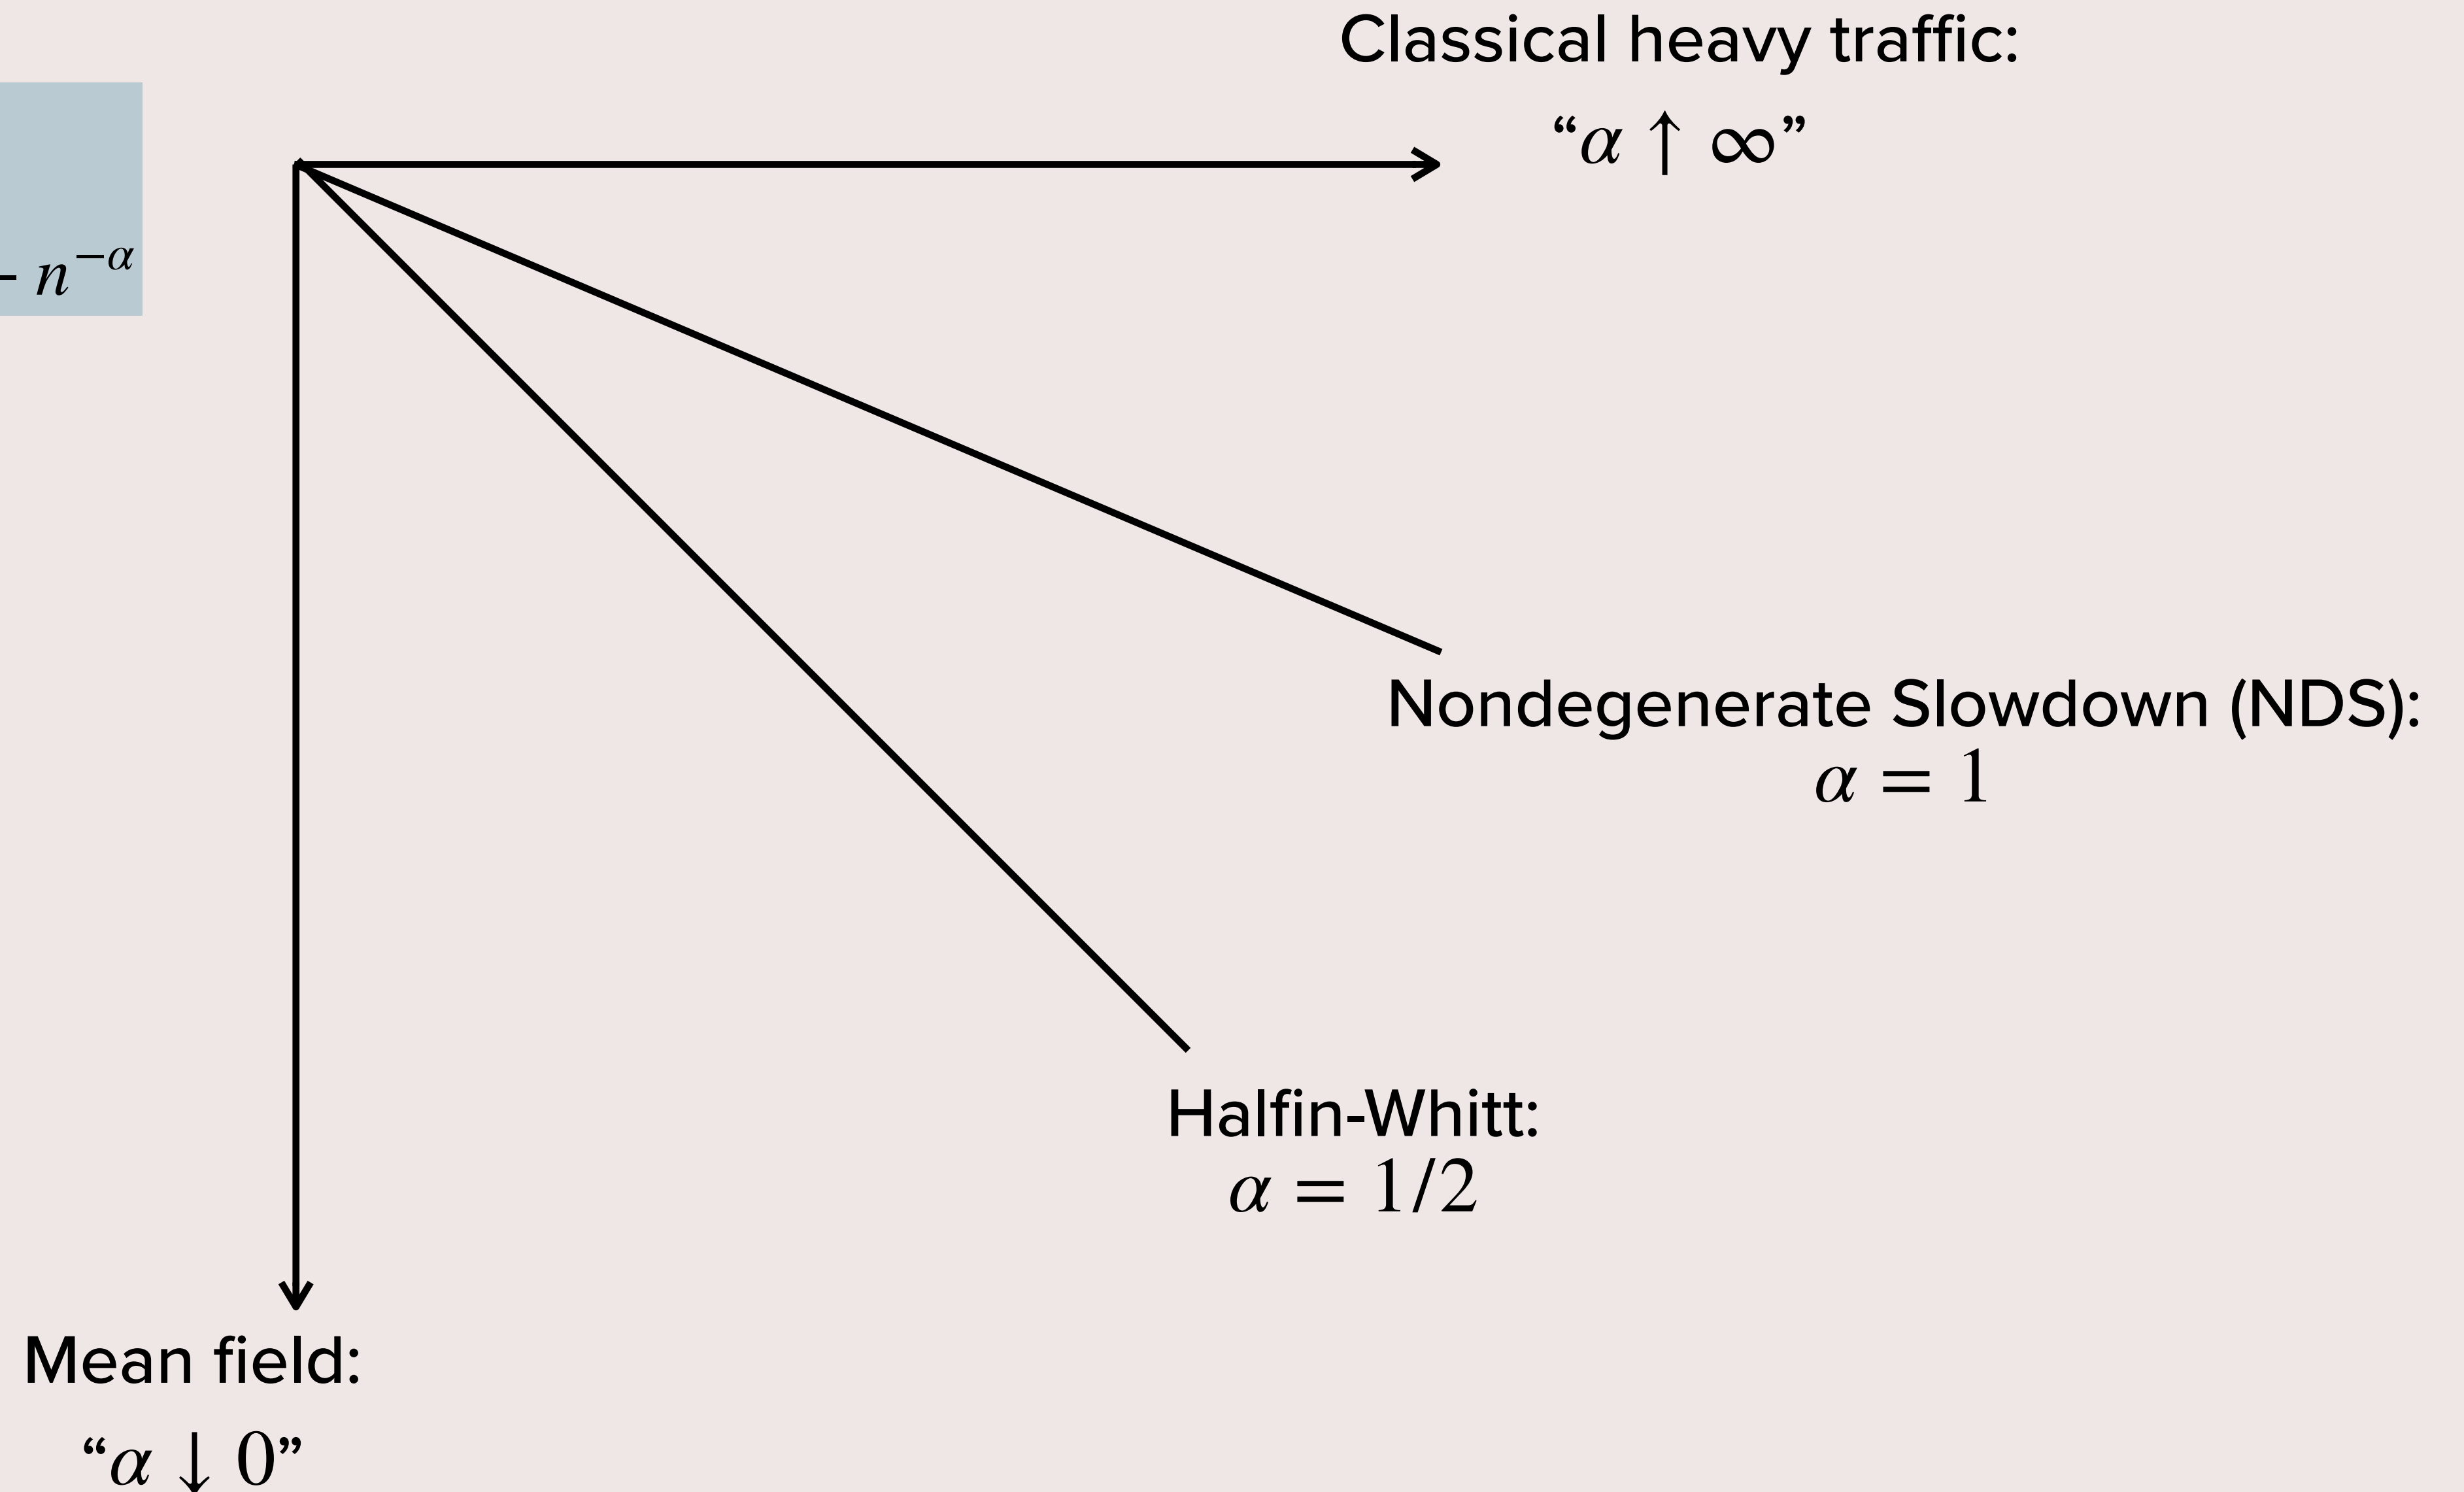 Classical heavy traffic:
“α ↑ ∞”
− n^{−α}
Nondegenerate Slowdown (NDS):
α = 1
Halfin-Whitt:
α = 1/2
Mean field:
“α ↓ 0”